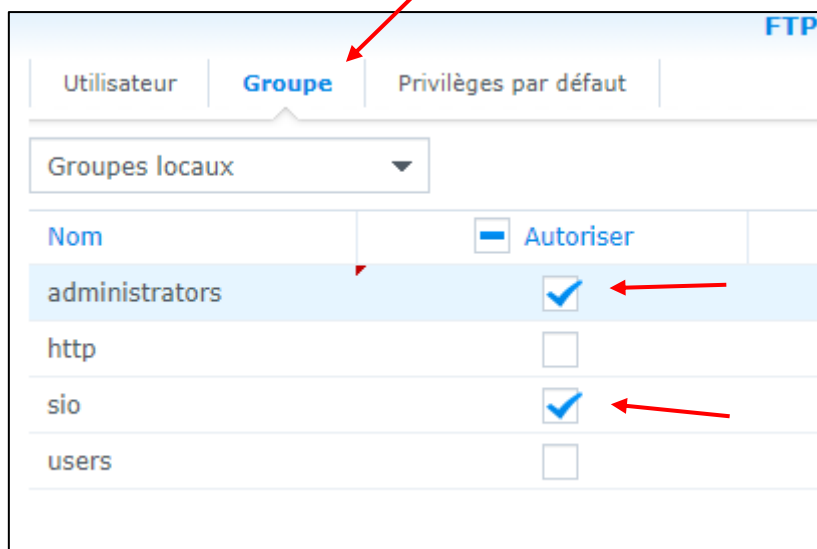 FTP
Utilisateur Groupe Privilèges par défaut
Groupes locaux
Nom Autoriser
administrators
http
sio
users